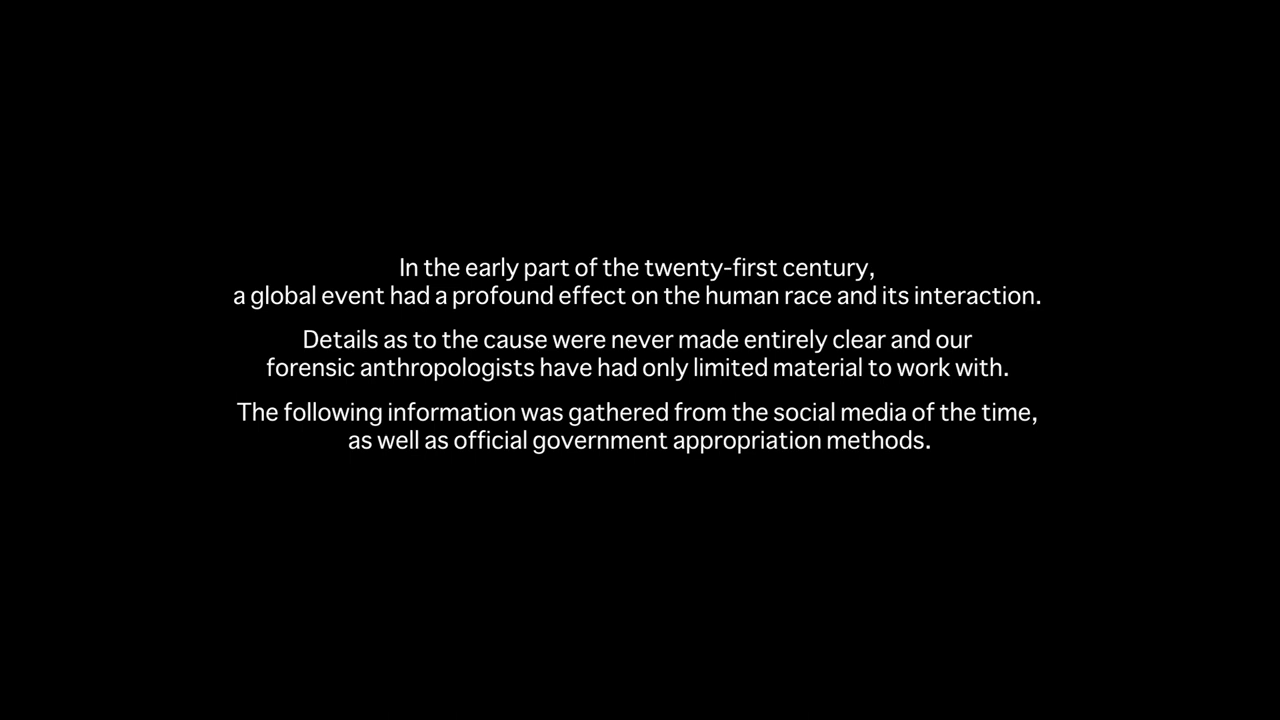 In the early part of the twenty-first century,
a global event had a profound effect on the human race and its interaction.
Details as to the cause were never made entirely clear and our
forensic anthropologists have had only limited material to work with.
The following information was gathered from the social media of the time,
as well as official government appropriation methods.